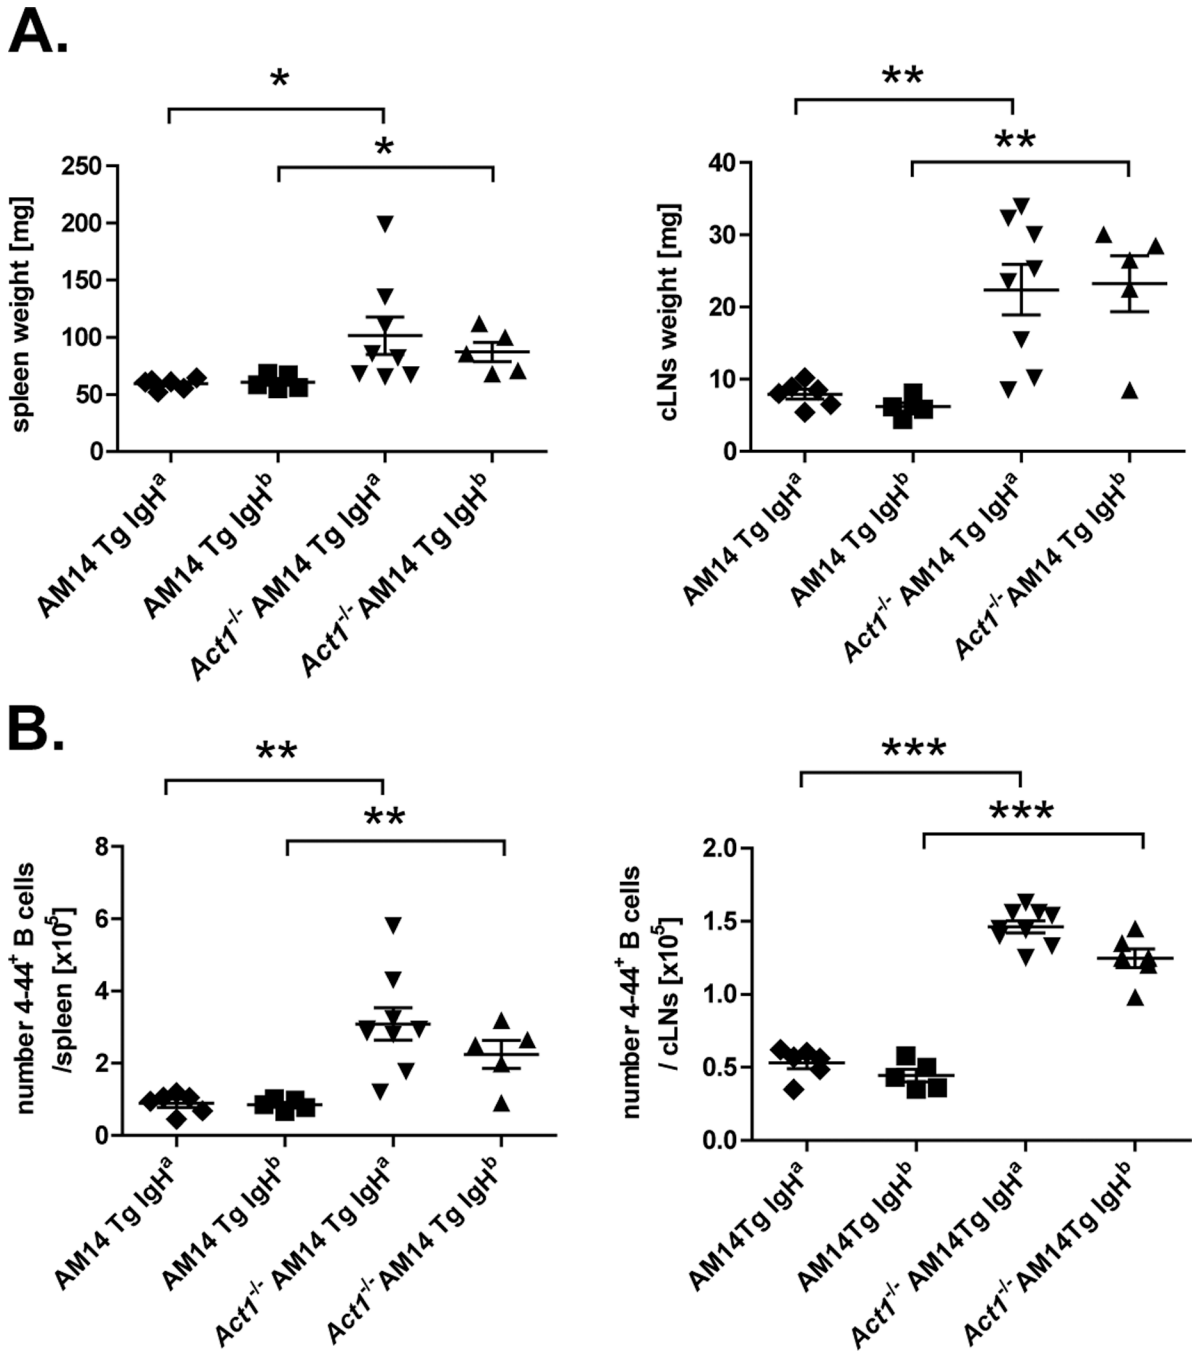 A.
*
*
spleen weight [mg]
250
200
150
100
50
0
AM14 Tg IgHᵃ
AM14 Tg IgHᵇ
Act1⁻/⁻ AM14 Tg IgHᵃ
Act1⁻/⁻AM14 Tg IgHᵇ
**
**
cLNs weight [mg]
40
30
20
10
0
AM14 Tg IgHᵃ
AM14 Tg IgHᵇ
Act1⁻/⁻ AM14 Tg IgHᵃ
Act1⁻/⁻AM14 Tg IgHᵇ
B.
**
**
number 4-44⁺ B cells
/spleen [x10⁵]
8
6
4
2
0
AM14 Tg IgHᵃ
AM14 Tg IgHᵇ
Act1⁻/⁻ AM14 Tg IgHᵃ
Act1⁻/⁻AM14 Tg IgHᵇ
***
***
number 4-44⁺ B cells
/ cLNs [x10⁵]
2.0
1.5
1.0
0.5
0.0
AM14Tg IgHᵃ
AM14Tg IgHᵇ
Act1⁻/⁻ AM14Tg IgHᵃ
Act1⁻/⁻AM14Tg IgHᵇ